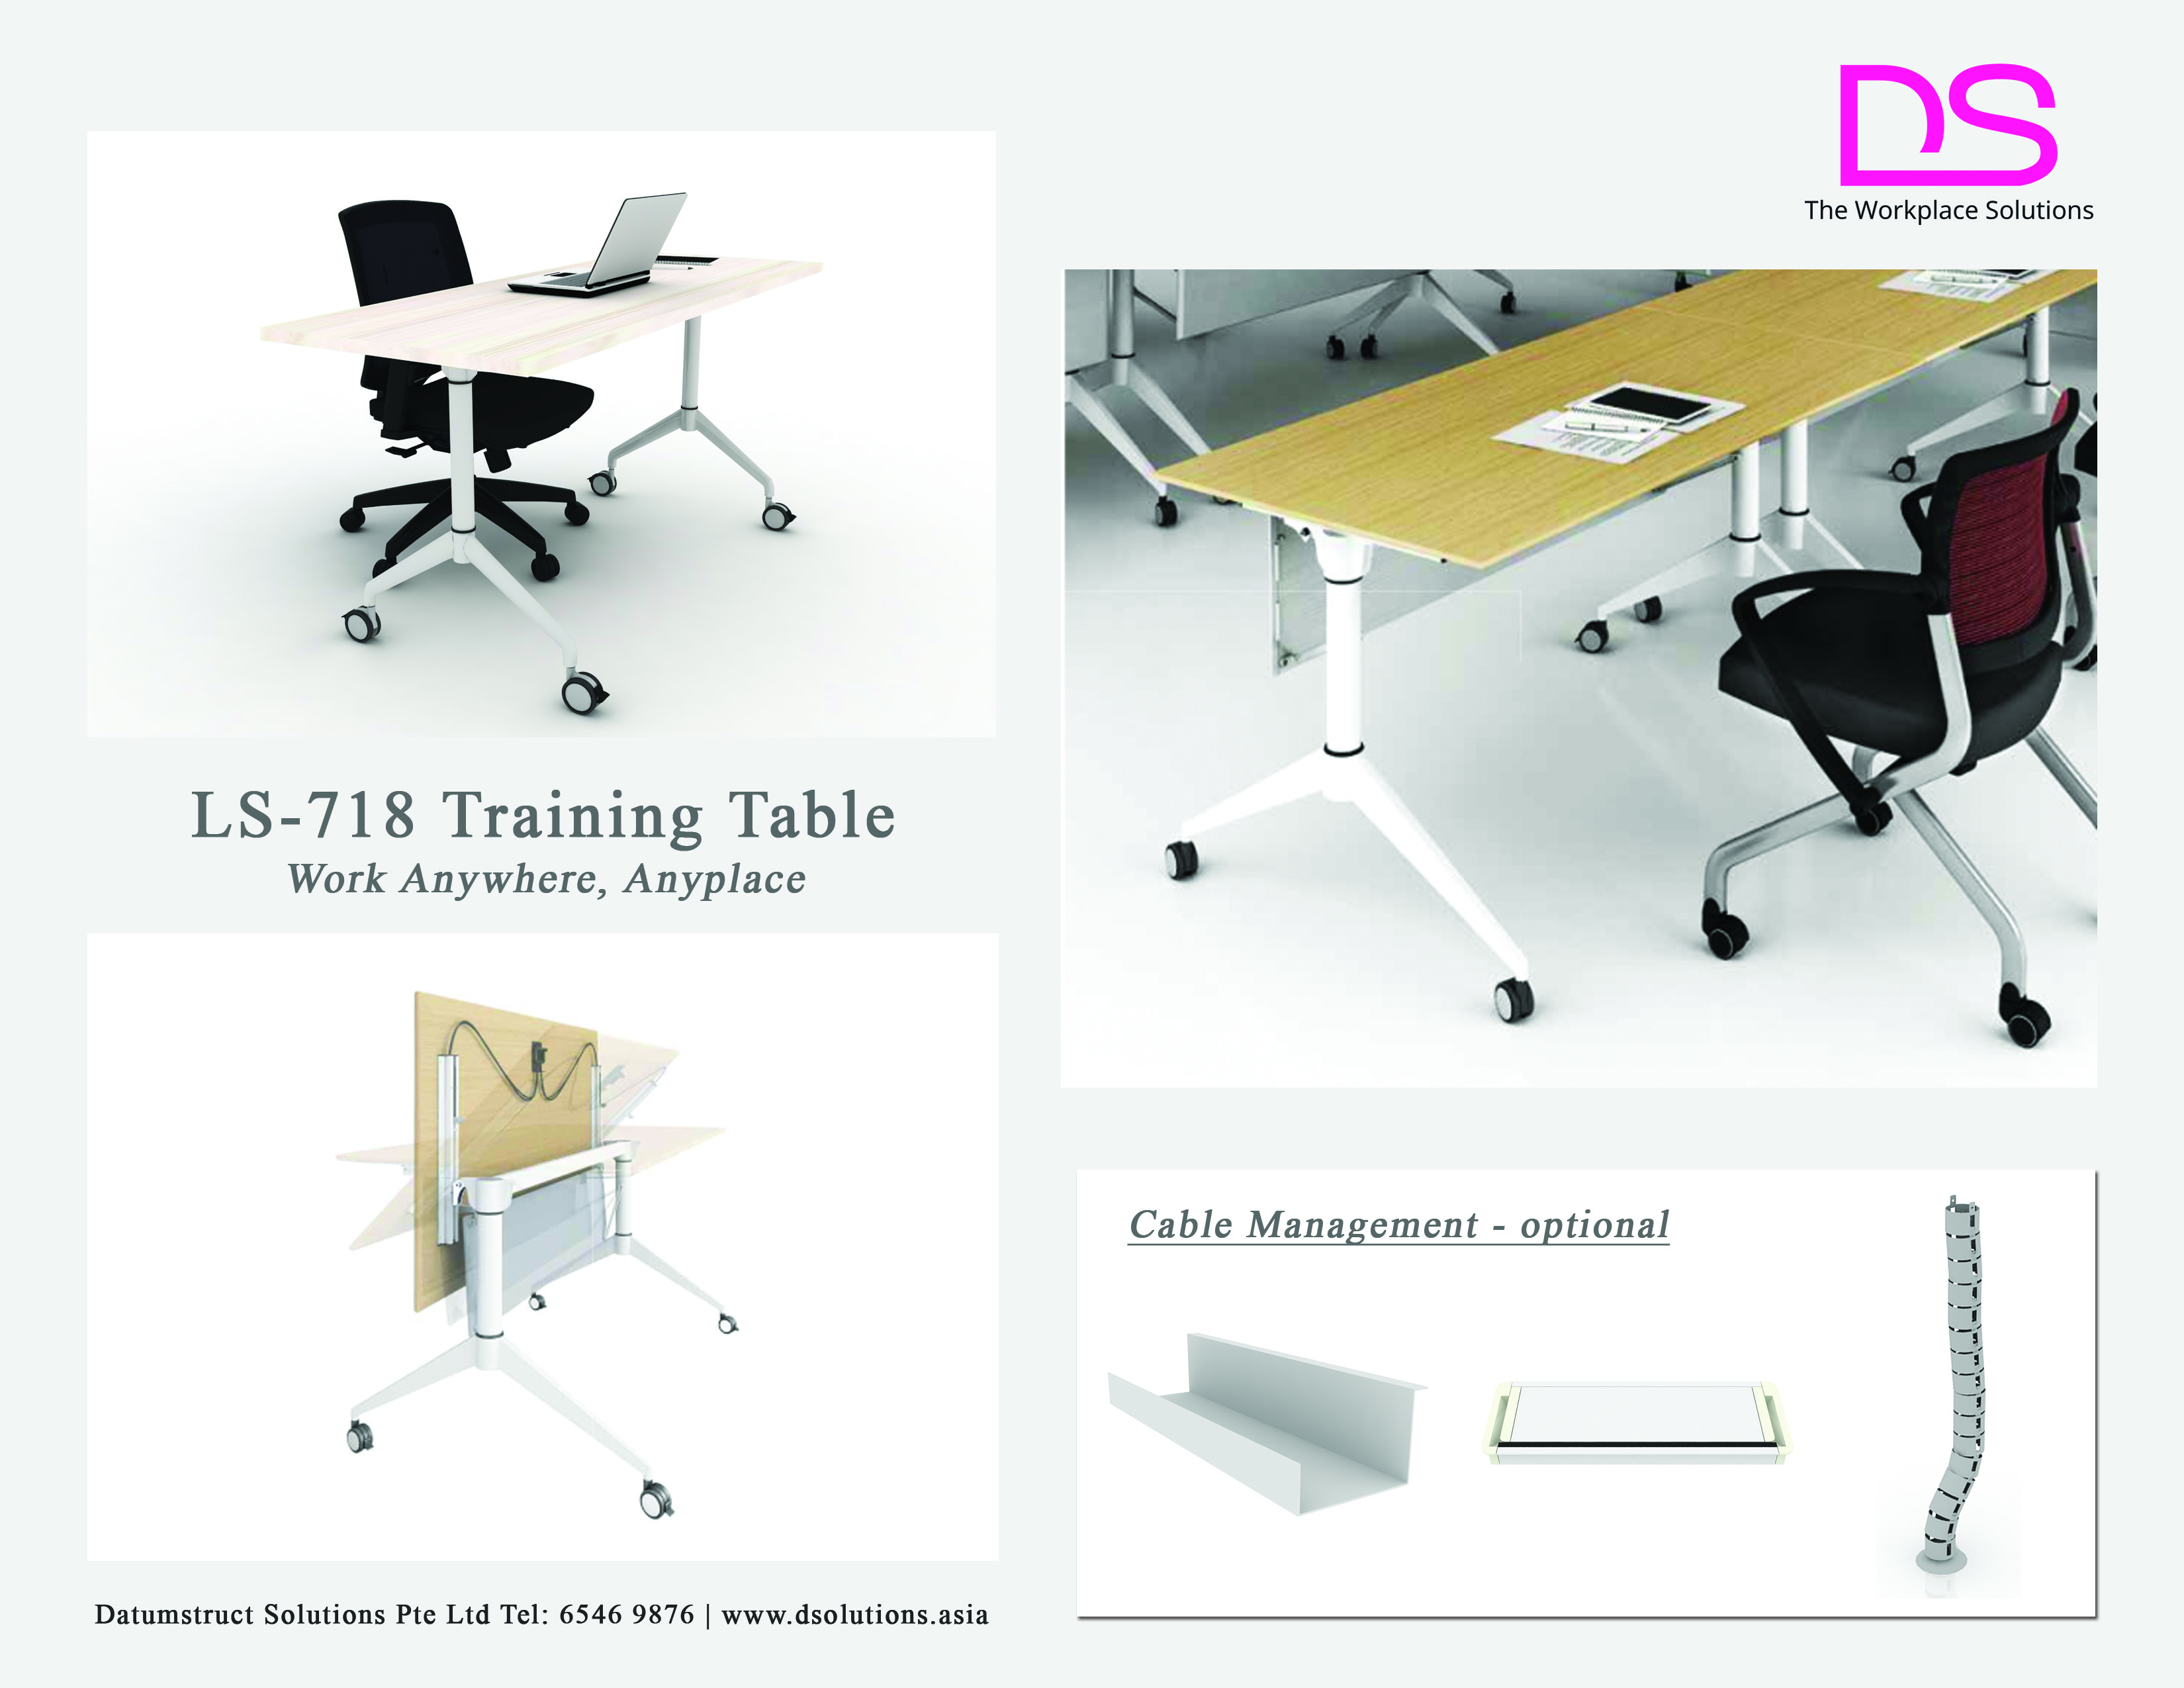 DS
The Workplace Solutions
LS-718 Training Table
Work Anywhere, Anyplace
Cable Management - optional
Datumstruct Solutions Pte Ltd Tel: 6546 9876 | www.dsolutions.asia